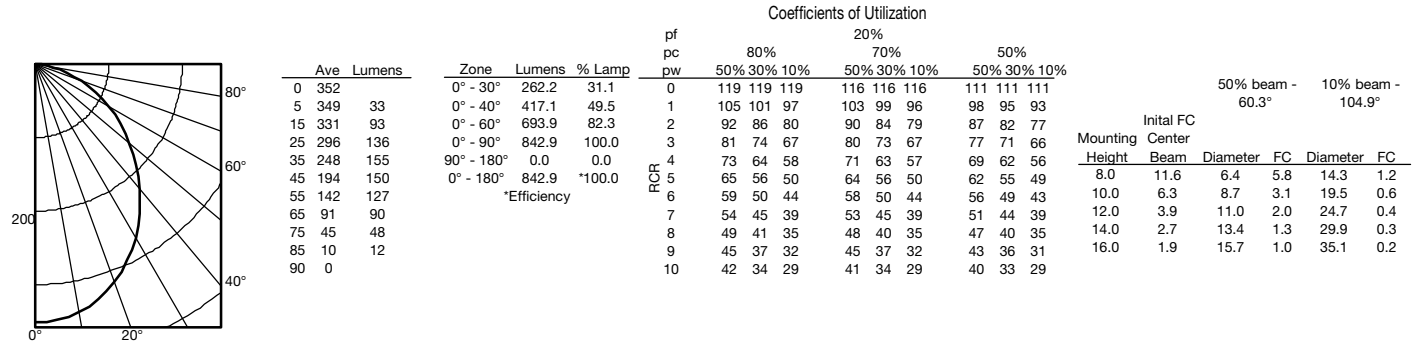 80°
60°
40°
200
0° 20°
Ave Lumens
0 352
5 349 33
15 331 93
25 296 136
35 248 155
45 194 150
55 142 127
65 91 90
75 45 48
85 10 12
90 0
Zone Lumens % Lamp
0° - 30° 262.2 31.1
0° - 40° 417.1 49.5
0° - 60° 693.9 82.3
0° - 90° 842.9 100.0
90° - 180° 0.0 0.0
0° - 180° 842.9 *100.0
*Efficiency
Coefficients of Utilization
pf 20%
pc 80% 70% 50%
pw 50% 30% 10% 50% 30% 10% 50% 30% 10%
RCR
0 119 119 119 116 116 116 111 111 111
1 105 101 97 103 99 96 98 95 93
2 92 86 80 90 84 79 87 82 77
3 81 74 67 80 73 67 77 71 66
4 73 64 58 71 63 57 69 62 56
5 65 56 50 64 56 50 62 55 49
6 59 50 44 58 50 44 56 49 43
7 54 45 39 53 45 39 51 44 39
8 49 41 35 48 40 35 47 40 35
9 45 37 32 45 37 32 43 36 31
10 42 34 29 41 34 29 40 33 29
50% beam - 10% beam -
60.3° 104.9°
Inital FC
Mounting Center
Height Beam Diameter FC Diameter FC
8.0 11.6 6.4 5.8 14.3 1.2
10.0 6.3 8.7 3.1 19.5 0.6
12.0 3.9 11.0 2.0 24.7 0.4
14.0 2.7 13.4 1.3 29.9 0.3
16.0 1.9 15.7 1.0 35.1 0.2